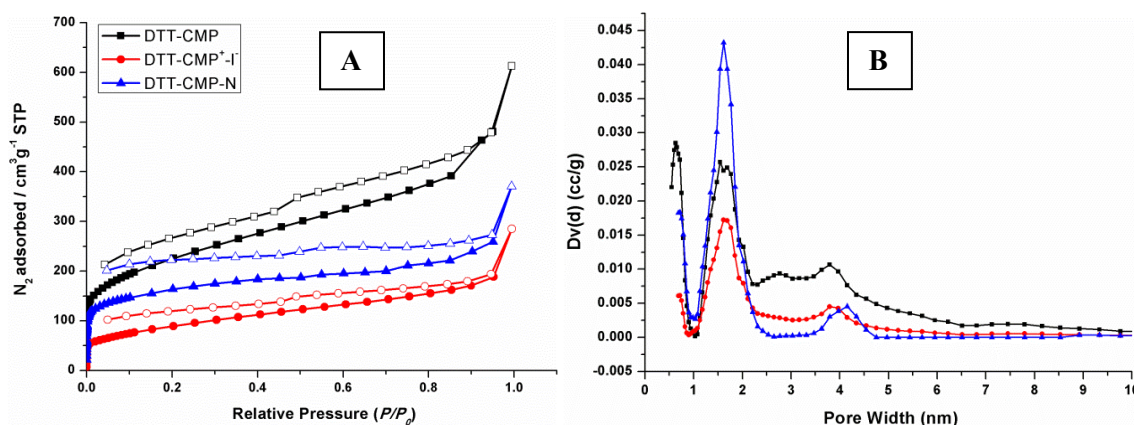 700
600
500
400
300
200
100
0
N₂ adsorbed / cm³g⁻¹ STP
DTT-CMP
DTT-CMP⁺-I⁻
DTT-CMP-N
A
0.0 0.2 0.4 0.6 0.8 1.0
Relative Pressure (P/P₀)
0.045
0.040
0.035
0.030
0.025
0.020
0.015
0.010
0.005
0.000
-0.005
Dv(d) (cc/g)
B
0 1 2 3 4 5 6 7 8 9 10
Pore Width (nm)